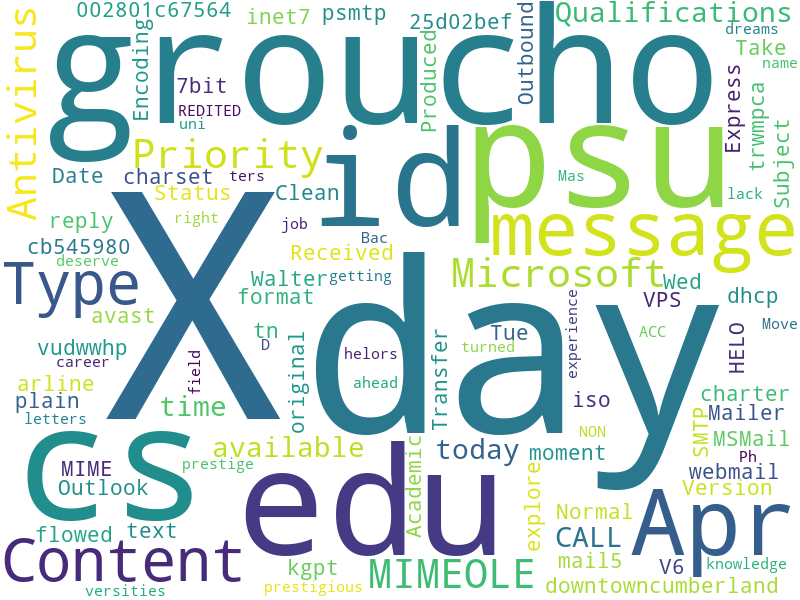 002801c67564
inet7
psmtp
25d02bef
Outbound
Qualifications
dreams
Take
name
Antivirus
groucho
Encoding
7bit
REDITED
uni
Produced
Express
trwmpca
Subject
Priority
id
psu
Date
charset
ters
Status
Clean
Mas
lack
reply
right
job
message
cb545980
deserve
X
Bac
Received
Type
Walter
getting
Microsoft
Wed
format
day
VPS
dhcp
avast
tn
D
original
Transfer
Tue
experience
ACC
HELO
Move
vudwwhp
career
field
helors
turned
arline
ahead
plain
letters
time
iso
charter
Mailer
cs
edu
available
Academic
today
moment
NON
SMTP
MSMail
Ph
MIME
prestige
webmail
Outlook
explore
Version
flowed
text
Normal
Apr
Content
CALL
kgpt
MIMEOLE
mail5
V6
knowledge
versities
prestigious
downtowncumberland